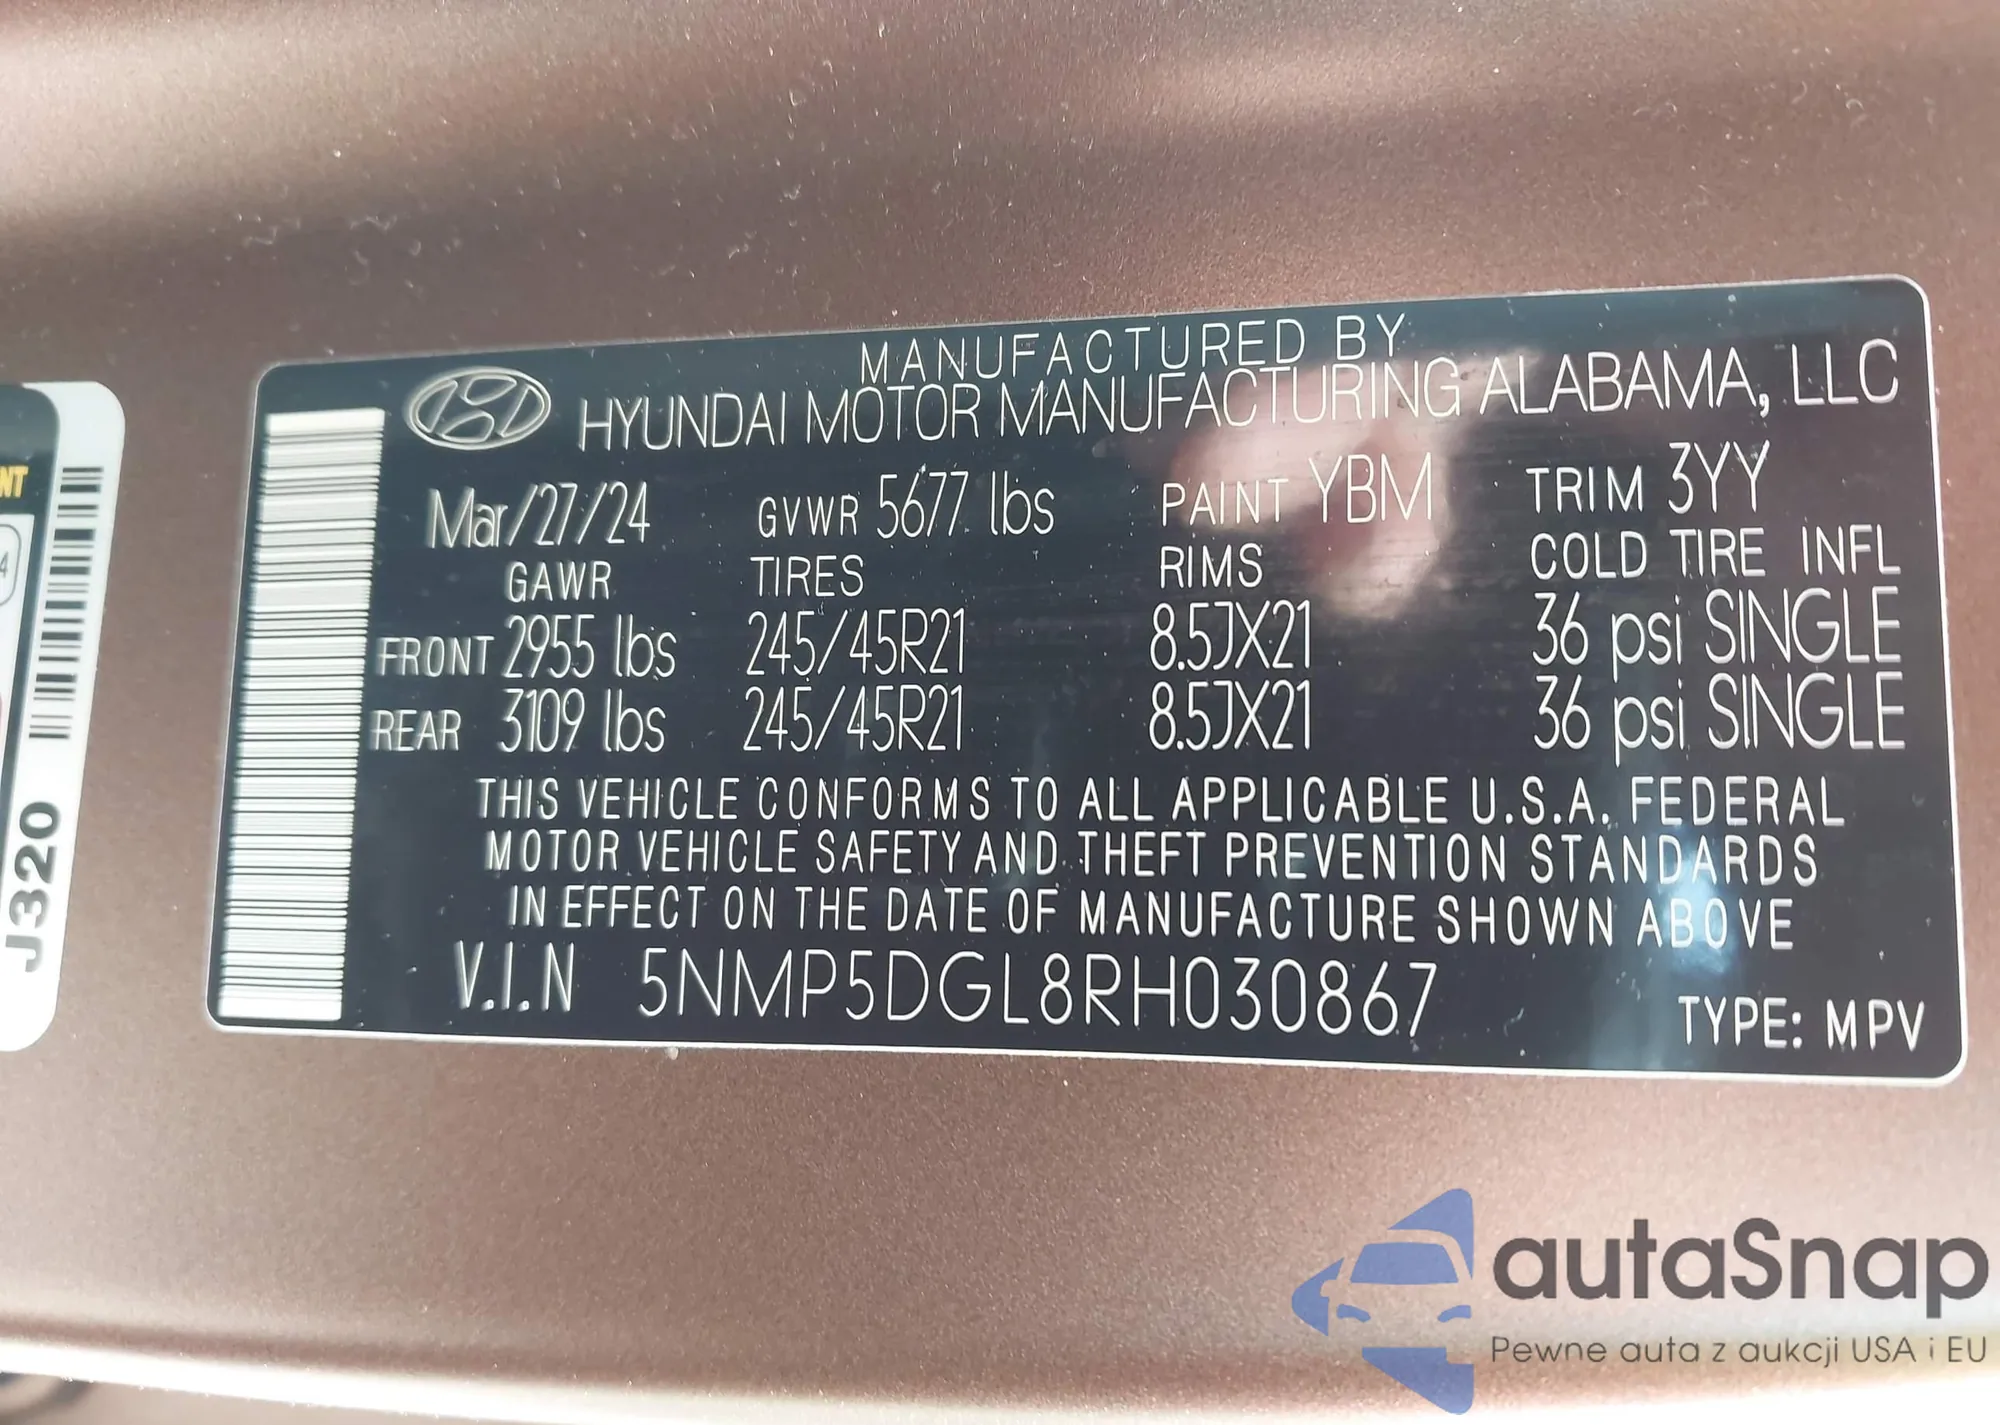 MANUFACTURED BY
HYUNDAI MOTOR MANUFACTURING ALABAMA, LLC
Mar/27/24 GVWR 5677 lbs PAINT YBM TRIM 3YY
GAWR TIRES RIMS COLD TIRE INFL
FRONT 2955 lbs 245/45R21 8.5JX21 36 psi SINGLE
REAR 3109 lbs 245/45R21 8.5JX21 36 psi SINGLE
THIS VEHICLE CONFORMS TO ALL APPLICABLE U.S.A. FEDERAL
MOTOR VEHICLE SAFETY AND THEFT PREVENTION STANDARDS
IN EFFECT ON THE DATE OF MANUFACTURE SHOWN ABOVE
V.I.N 5NMP5DGL8RH030867
TYPE: MPV
NT
4
J320
autaSnap
Pewne auta z aukcji USA i EU